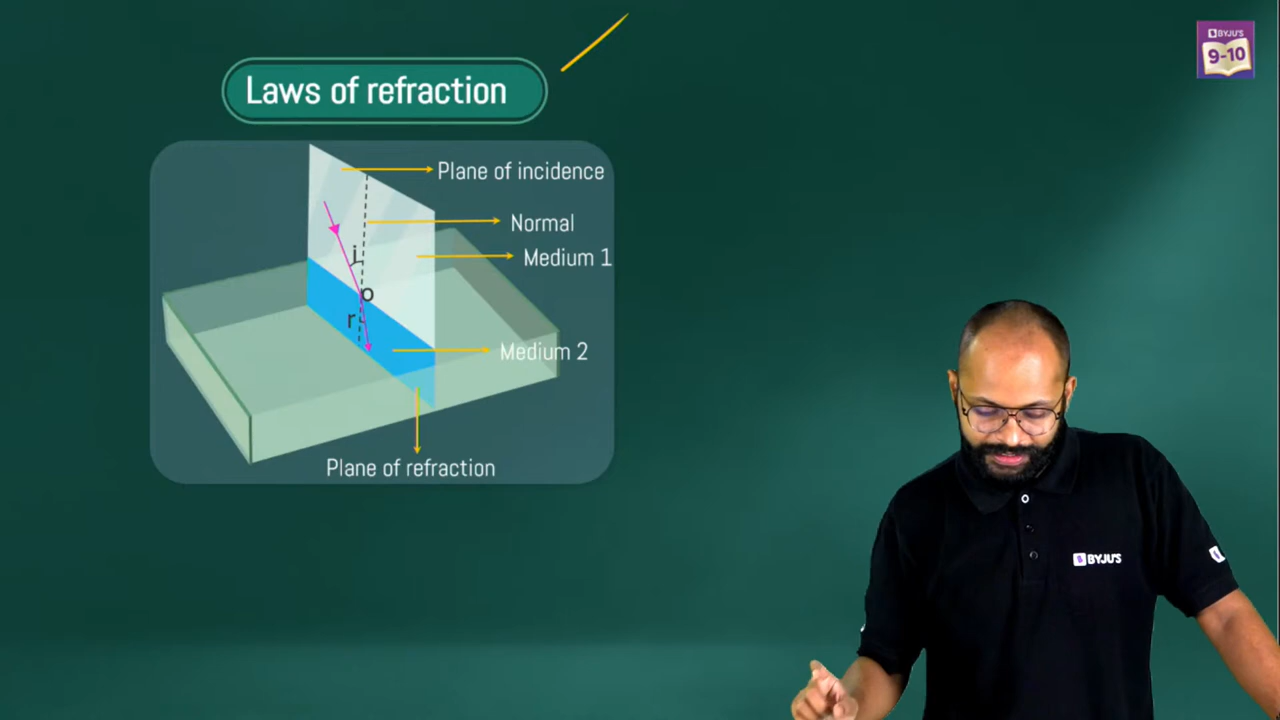 BYJU'S
9-10
Laws of refraction
Plane of incidence
Normal
Medium 1
i
o
r
Medium 2
Plane of refraction
BYJU'S